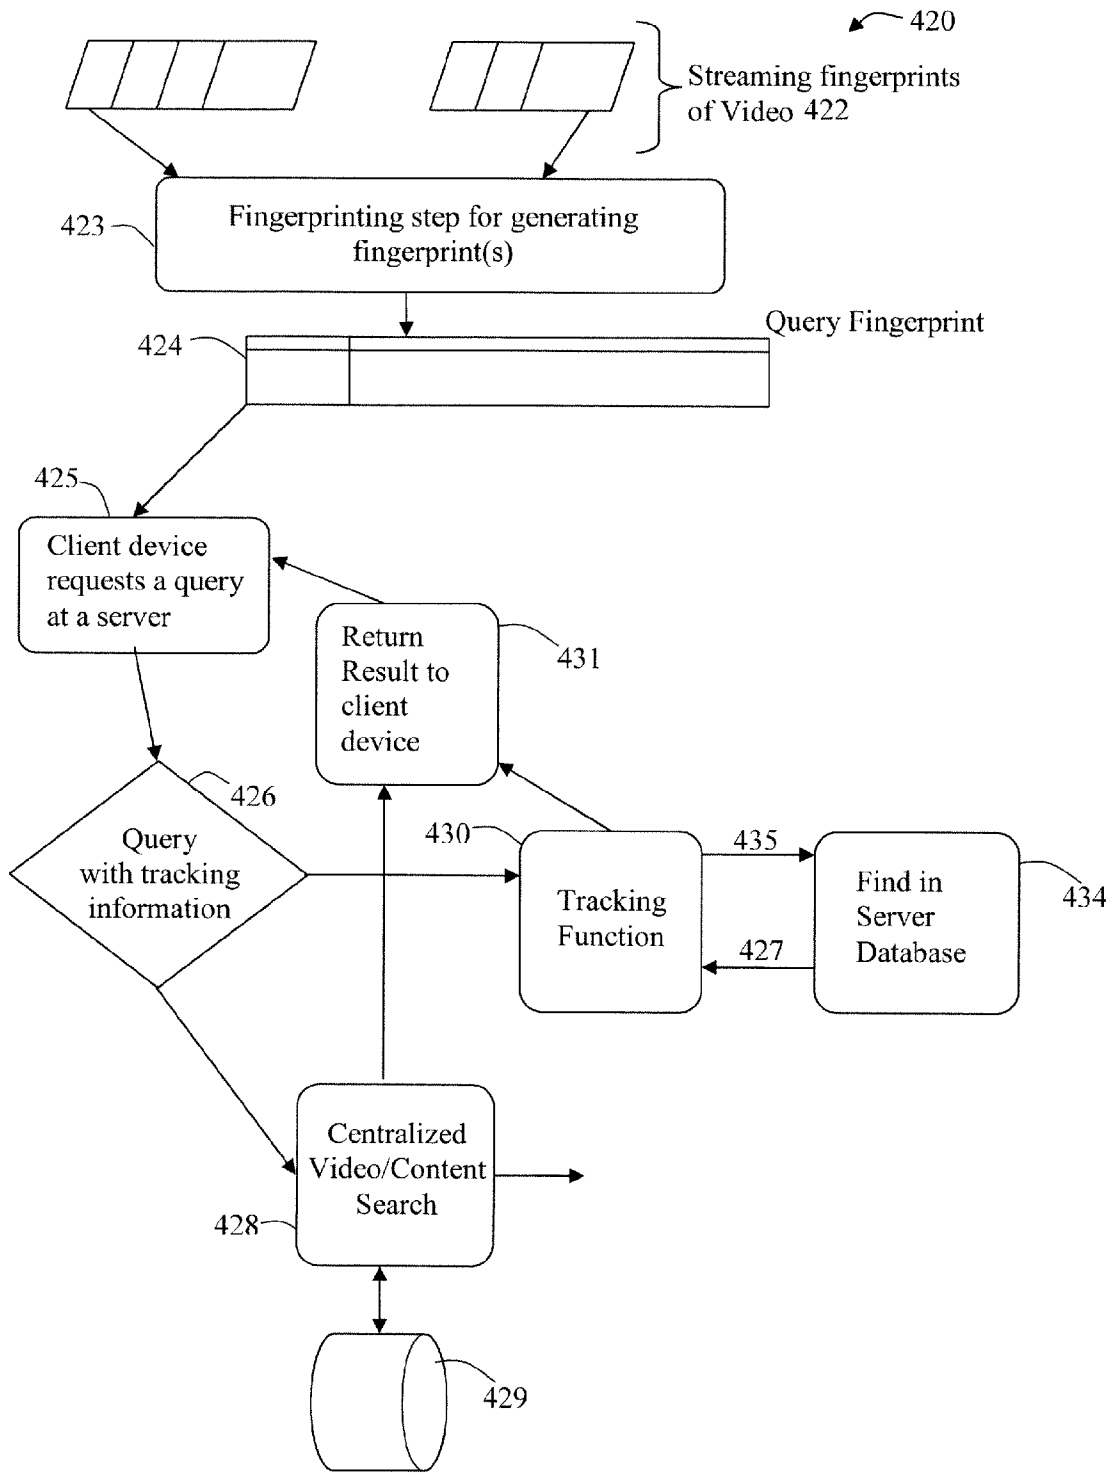 420
Streaming fingerprints
of Video 422
423
Fingerprinting step for generating
fingerprint(s)
Query Fingerprint
424
425
Client device
requests a query
at a server
Return
Result to
client
device
431
426
Query
with tracking
information
430
Tracking
Function
435
427
Find in
Server
Database
434
Centralized
Video/Content
Search
428
429